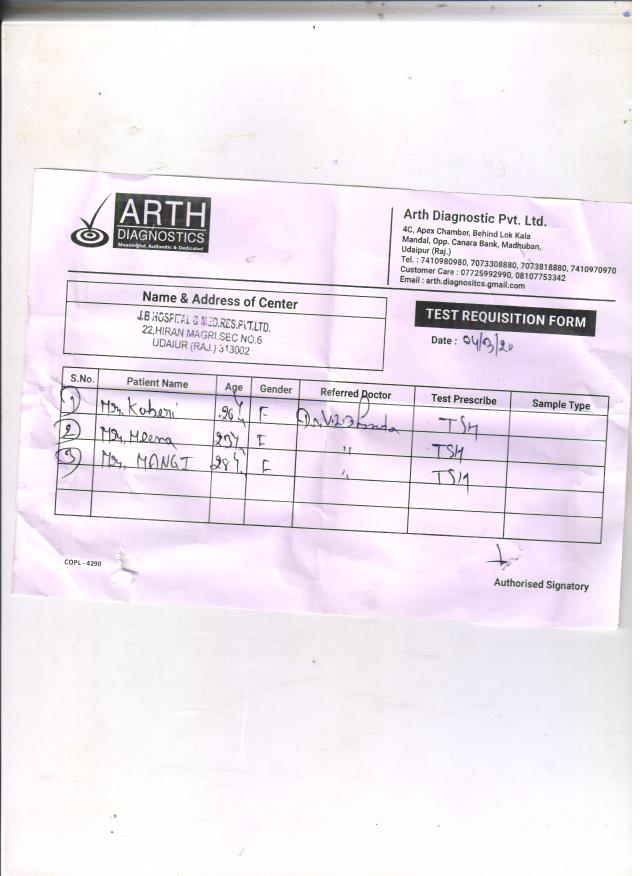 ARTH
DIAGNOSTICS
Meaningful, Authentic & Dedicated
Arth Diagnostic Pvt. Ltd.
4C, Apex Chamber, Behind Lok Kala
Mandal, Opp. Canara Bank, Madhuban,
Udaipur (Raj.)
Tel. : 7410980980, 7073308880, 7073818880, 7410970970
Customer Care : 07725992990, 08107753342
Email : arth.diagnositcs.gmail.com
Name & Address of Center
J.B HOSPITAL & MED.RES.PVT.LTD.
22,HIRAN MAGRI.SEC NO.6
UDAIUR (RAJ.) 313002
TEST REQUISITION FORM
Date : 04/3/20
S.No. Patient Name Age Gender Referred Doctor Test Prescribe Sample Type
1 Mrs. Kaberi 26 Y F Dr. V.L. TSH
2 Mrs. Meena Y F " TSH
3 Mrs. MANGI 28 Y. F " TSH
COPL - 4290
Authorised Signatory